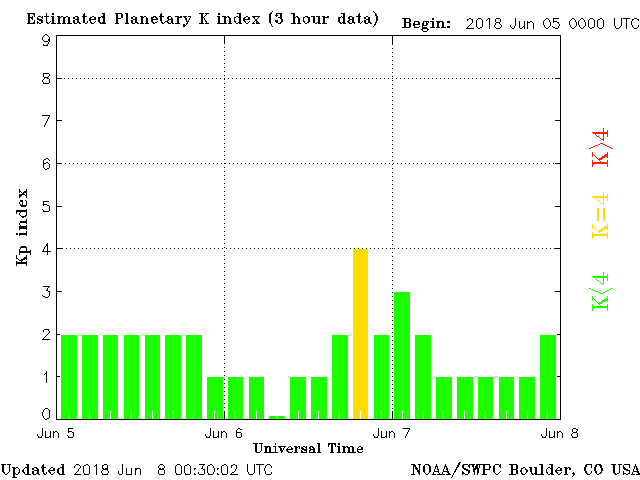 Estimated Planetary K index (3 hour data) Begin: 2018 Jun 05 0000 UTC
9
8
7
6
5
4
3
2
1
0
Kp index
K>4
K=4
K<4
Jun 5 Jun 6 Jun 7 Jun 8
Universal Time
Updated 2018 Jun 8 00:30:02 UTC NOAA/SWPC Boulder, CO USA